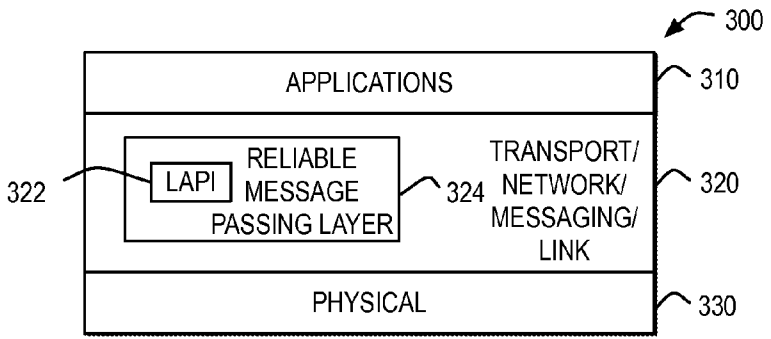 300
APPLICATIONS
310
322
LAPI
RELIABLE
MESSAGE
PASSING LAYER
324
TRANSPORT/
NETWORK/
MESSAGING/
LINK
320
PHYSICAL
330